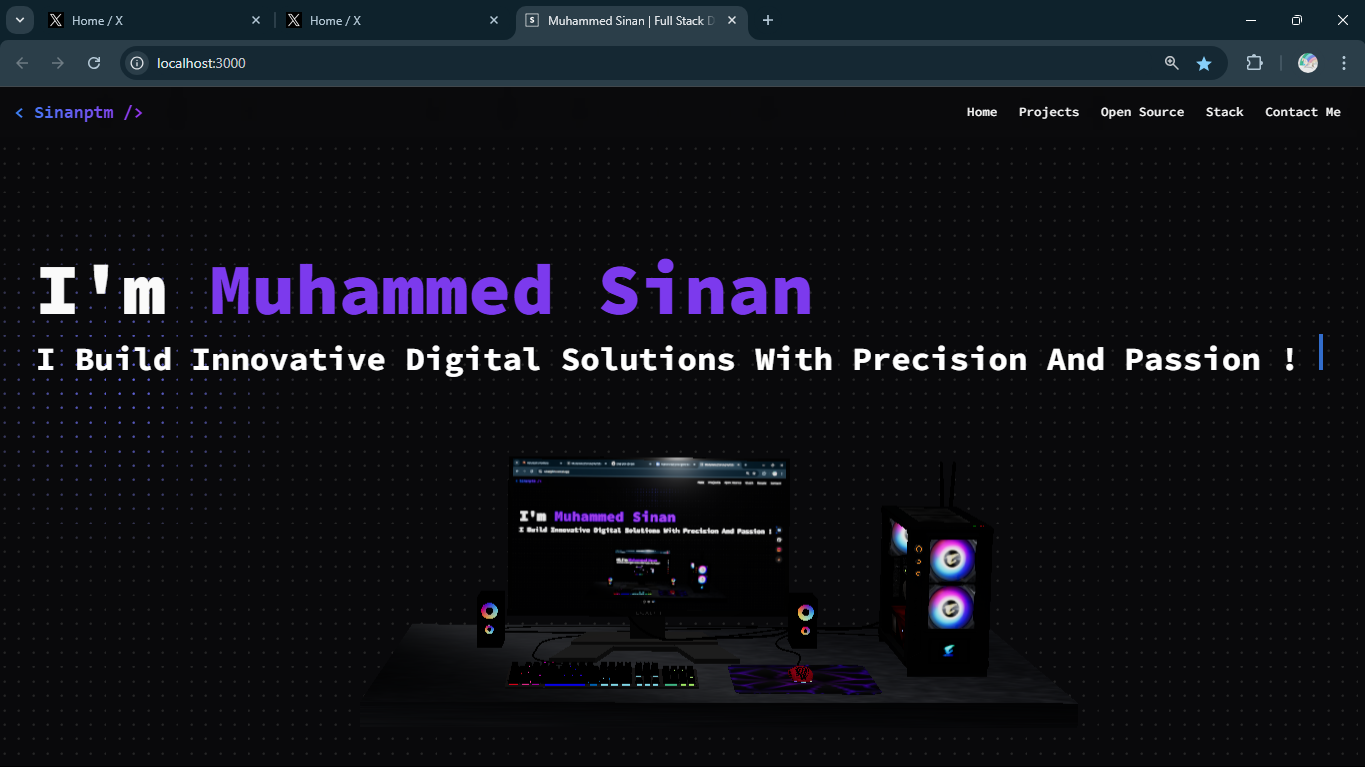 Home / X
Home / X
Muhammed Sinan | Full Stack D
localhost:3000
< Sinanptm />
Home Projects Open Source Stack Contact Me
I'm Muhammed Sinan
I Build Innovative Digital Solutions With Precision And Passion !
I'm Muhammed Sinan
I Build Innovative Digital Solutions With Precision And Passion !